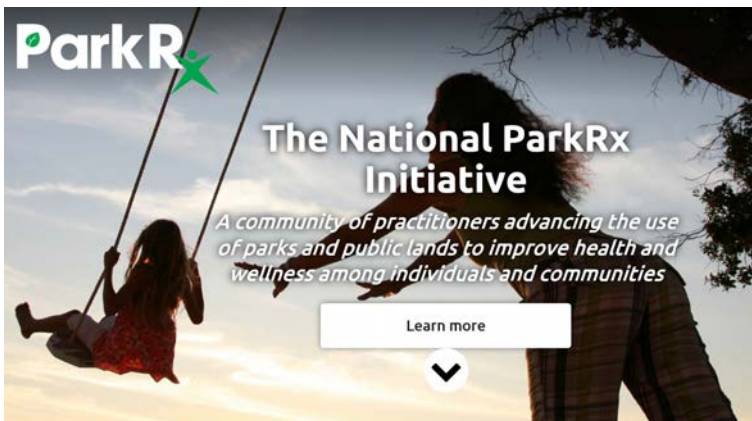 ParkRx
The National ParkRx
Initiative
A community of practitioners advancing the use
of parks and public lands to improve health and
wellness among individuals and communities
Learn more